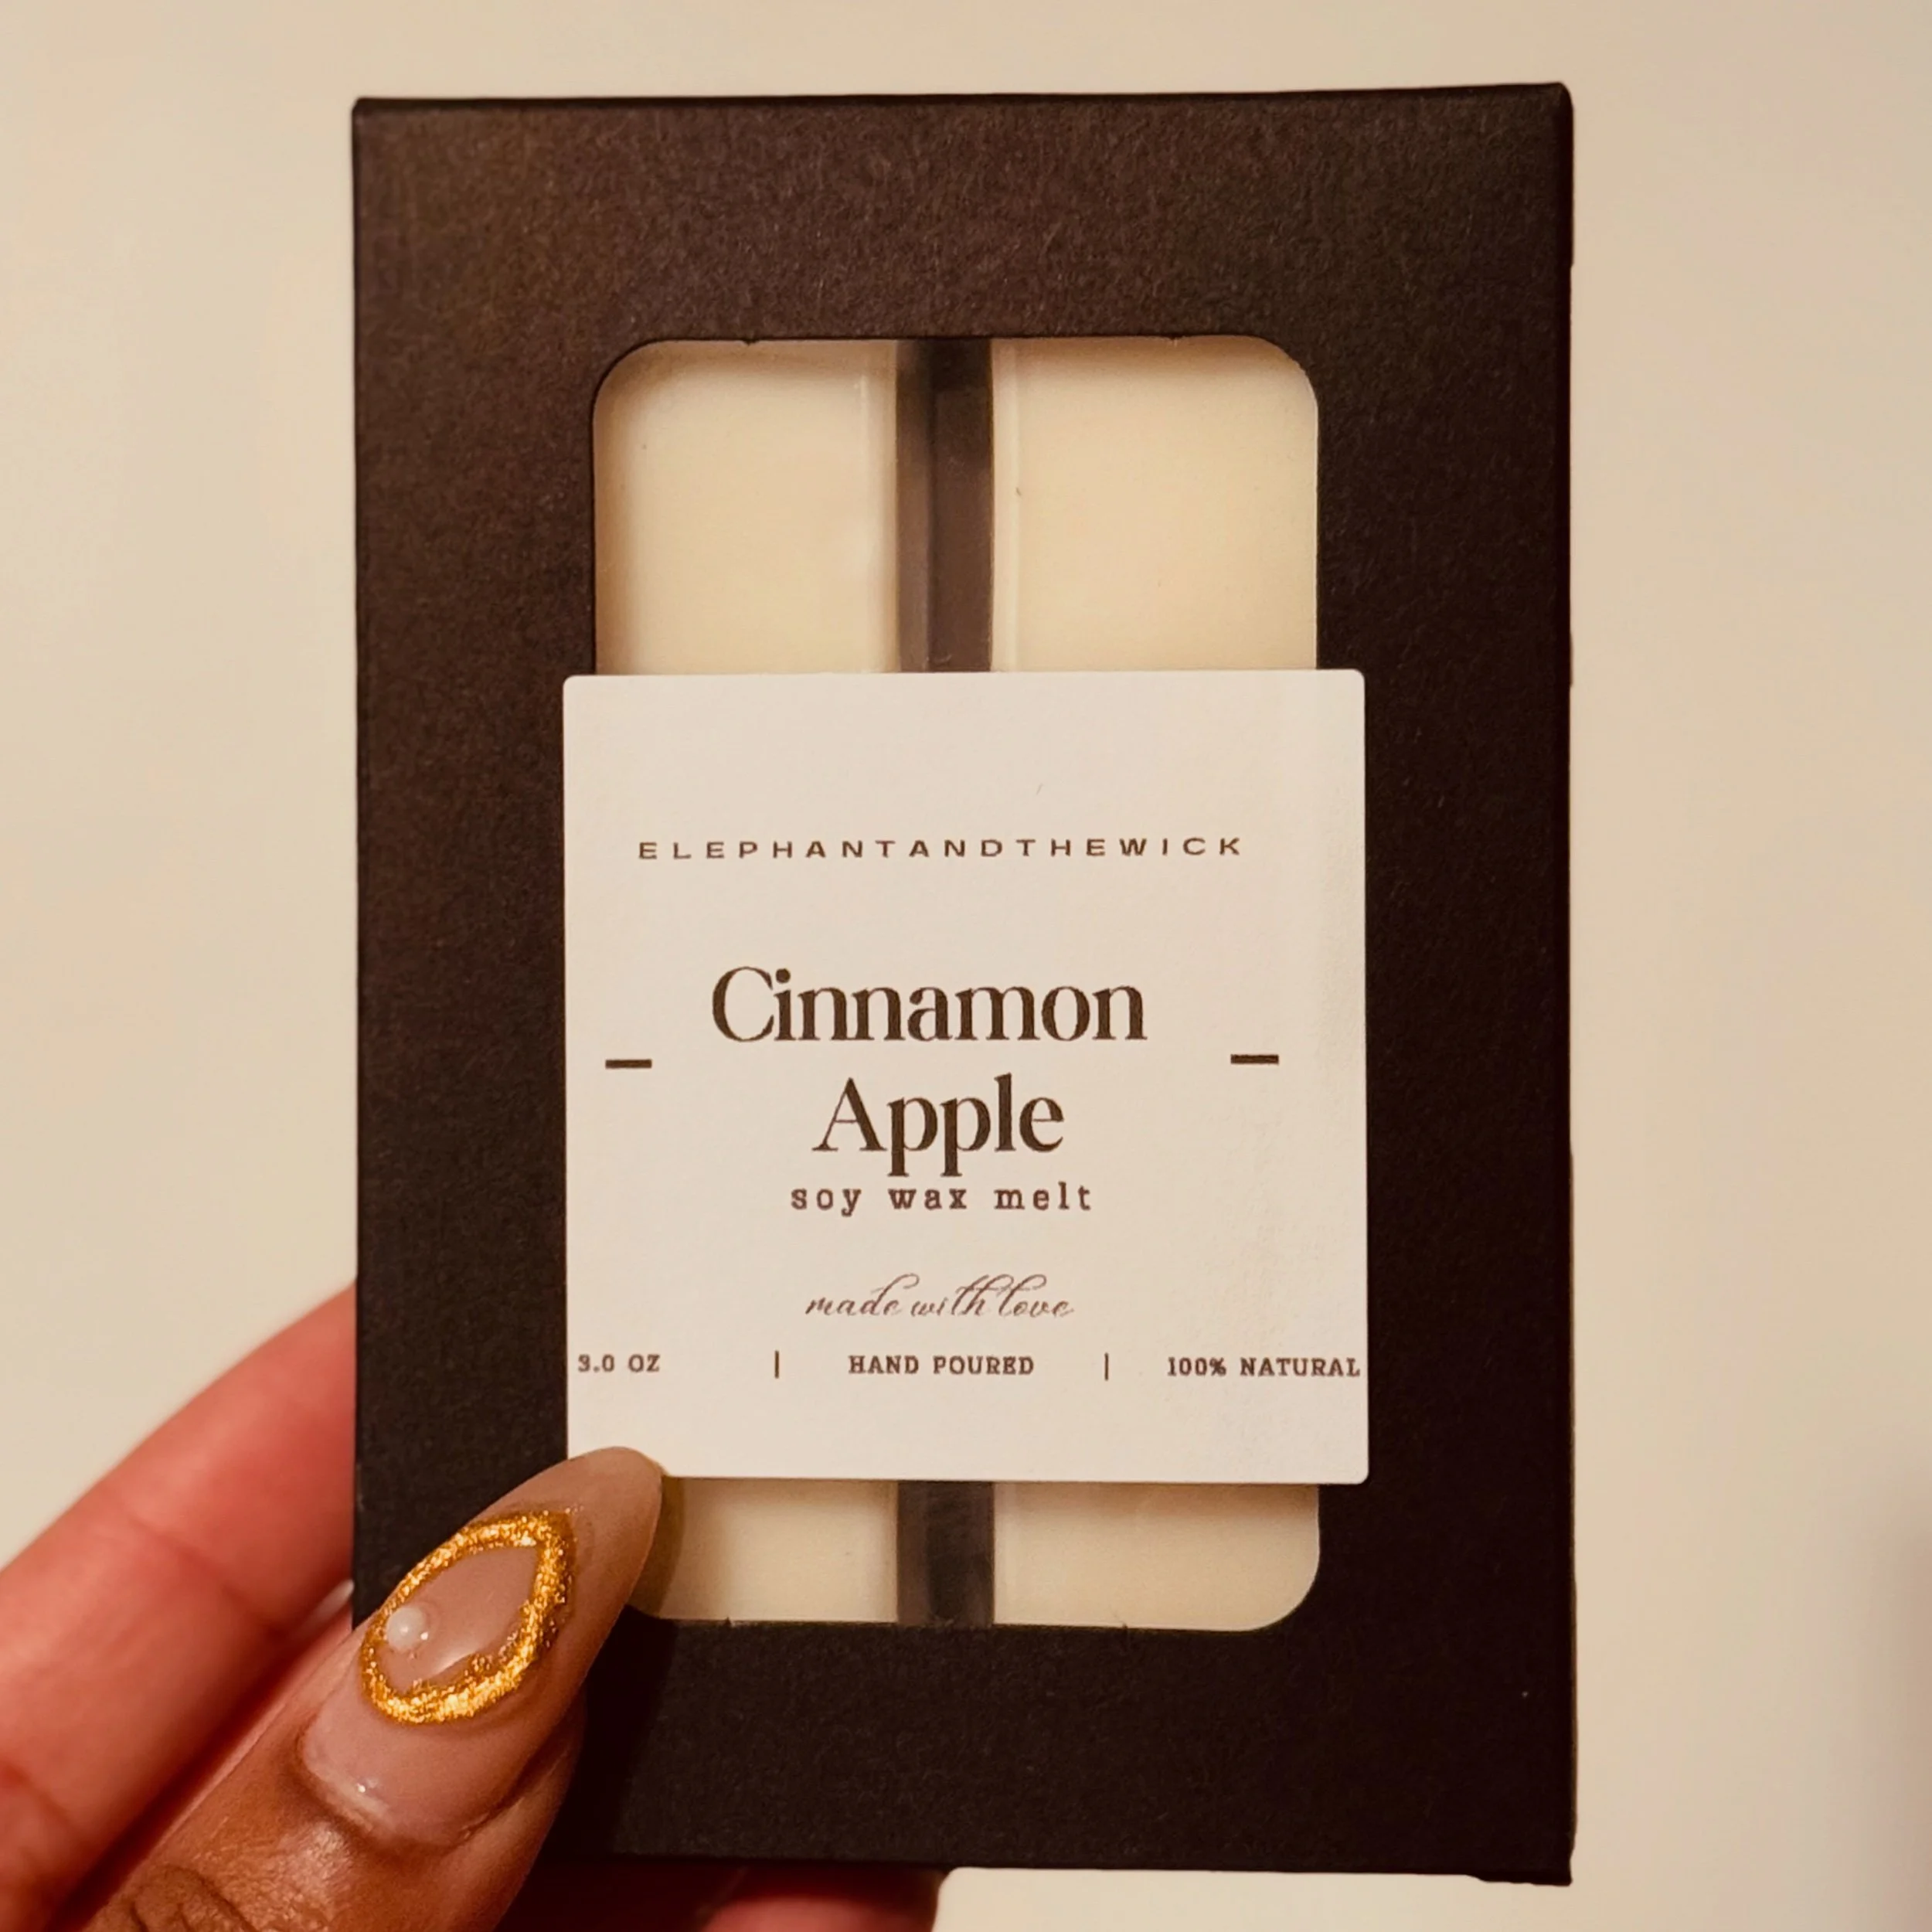 ELEPHANTANDTHEWICK
Cinnamon
Apple
soy wax melt
made with love
3.0 OZ | HAND POURED | 100% NATURAL